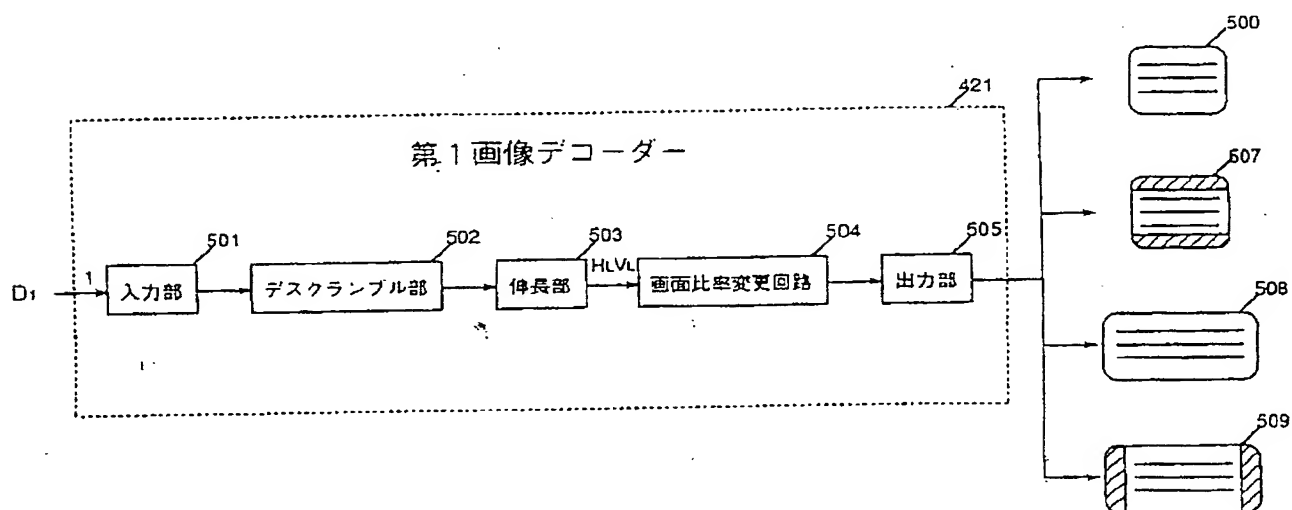 500
421
第1画像デコーダー
507
501
502
503
504
505
D1
1
入力部
デスクランブル部
伸長部
HLVL
画面比率変更回路
出力部
508
509